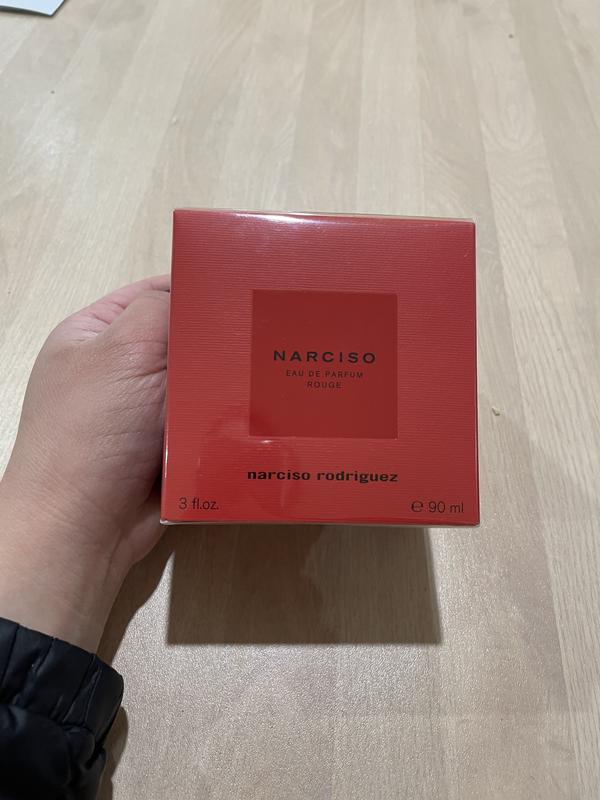 NARCISO
EAU DE PARFUM
ROUGE
narciso rodriguez
3 fl.oz. ℮ 90 ml